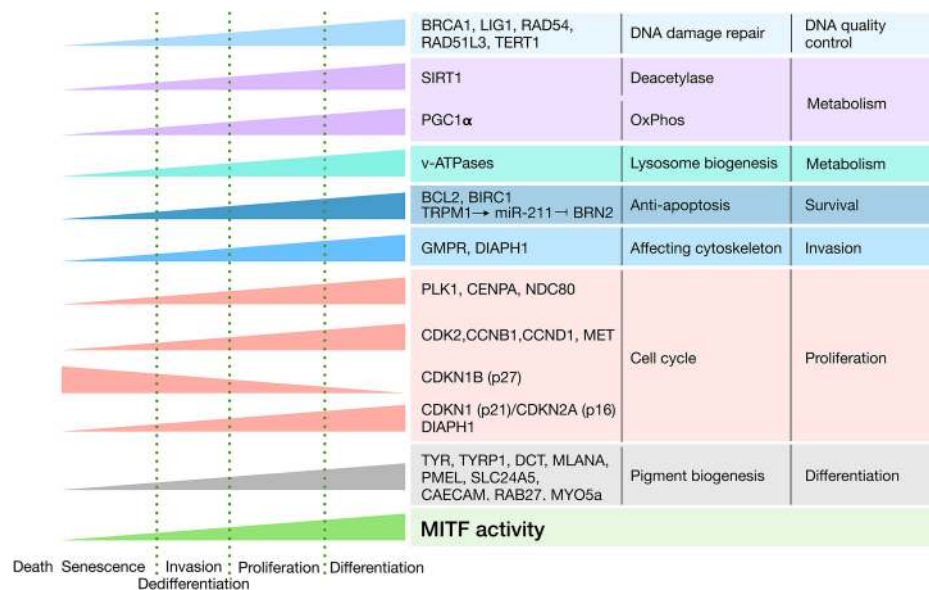 BRCA1, LIG1, RAD54,
RAD51L3, TERT1
DNA damage repair
DNA quality
control
SIRT1
Deacetylase
Metabolism
PGC1α
OxPhos
v-ATPases
Lysosome biogenesis
Metabolism
BCL2, BIRC1
TRPM1→ miR-211⊣ BRN2
Anti-apoptosis
Survival
GMPR, DIAPH1
Affecting cytoskeleton
Invasion
PLK1, CENPA, NDC80
CDK2,CCNB1,CCND1, MET
Cell cycle
Proliferation
CDKN1B (p27)
CDKN1 (p21)/CDKN2A (p16)
DIAPH1
TYR, TYRP1, DCT, MLANA,
PMEL, SLC24A5,
CAECAM, RAB27, MYO5a
Pigment biogenesis
Differentiation
MITF activity
Death Senescence Invasion Proliferation Differentiation
Dedifferentiation